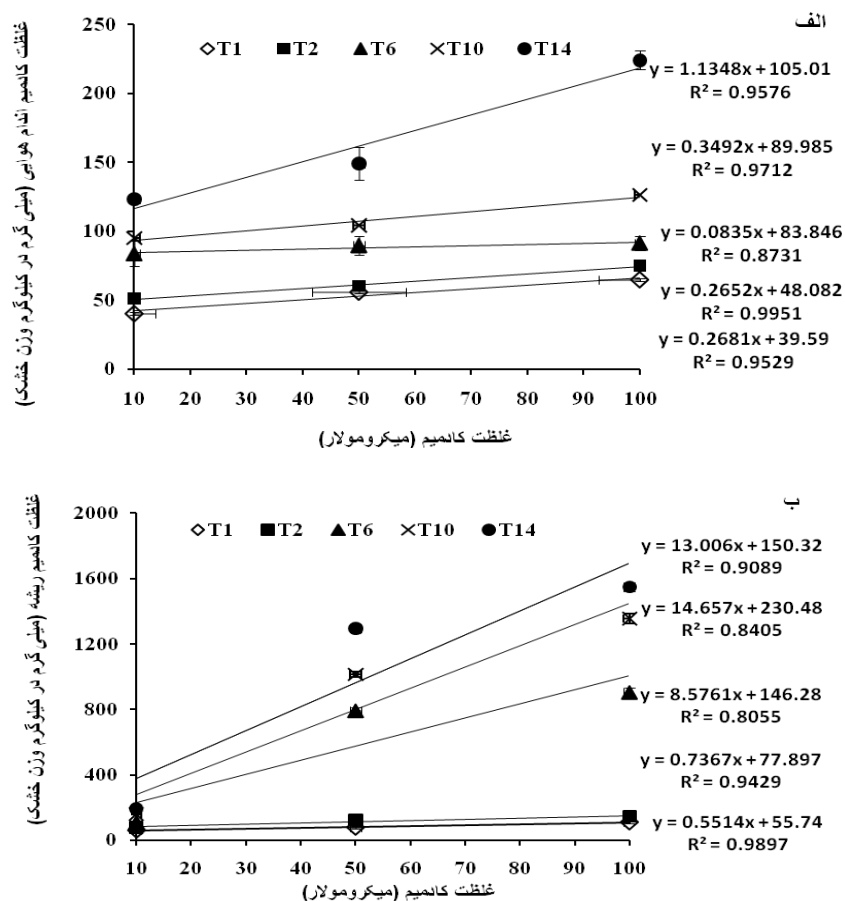 الف
T1 T2 T6 T10 T14
250
200
150
100
50
0
غلظت کادمیم اندام هوایی (میلی گرم در کیلوگرم وزن خشک)
y = 1.1348x + 105.01
R² = 0.9576
y = 0.3492x + 89.985
R² = 0.9712
y = 0.0835x + 83.846
R² = 0.8731
y = 0.2652x + 48.082
R² = 0.9951
y = 0.2681x + 39.59
R² = 0.9529
10 20 30 40 50 60 70 80 90 100
غلظت کادمیم (میکرومولار)
ب
T1 T2 T6 T10 T14
2000
1600
1200
800
400
0
غلظت کادمیم ریشه (میلی گرم در کیلوگرم وزن خشک)
y = 13.006x + 150.32
R² = 0.9089
y = 14.657x + 230.48
R² = 0.8405
y = 8.5761x + 146.28
R² = 0.8055
y = 0.7367x + 77.897
R² = 0.9429
y = 0.5514x + 55.74
R² = 0.9897
10 20 30 40 50 60 70 80 90 100
غلظت کادمیم (میکرومولار)